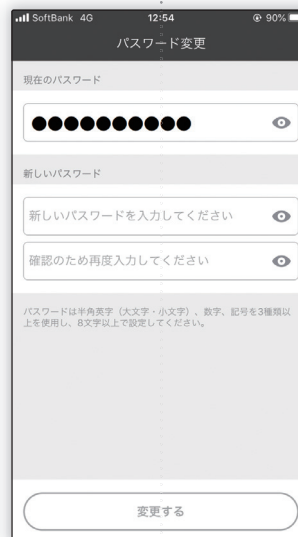 SoftBank 4G 12:54 90%
パスワード変更
現在のパスワード
●●●●●●●●●●
新しいパスワード
新しいパスワードを入力してください
確認のため再度入力してください
パスワードは半角英字（大文字・小文字）、数字、記号を3種類以
上を使用し、8文字以上で設定してください。
変更する